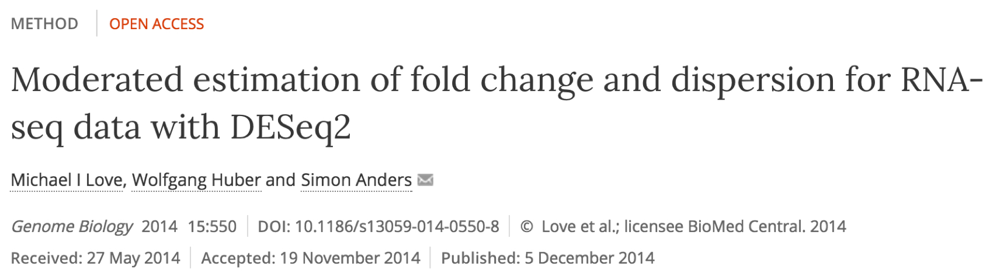 METHOD OPEN ACCESS
Moderated estimation of fold change and dispersion for RNA-
seq data with DESeq2
Michael I Love, Wolfgang Huber and Simon Anders
Genome Biology 2014 15:550 DOI: 10.1186/s13059-014-0550-8 © Love et al.; licensee BioMed Central. 2014
Received: 27 May 2014 Accepted: 19 November 2014 Published: 5 December 2014